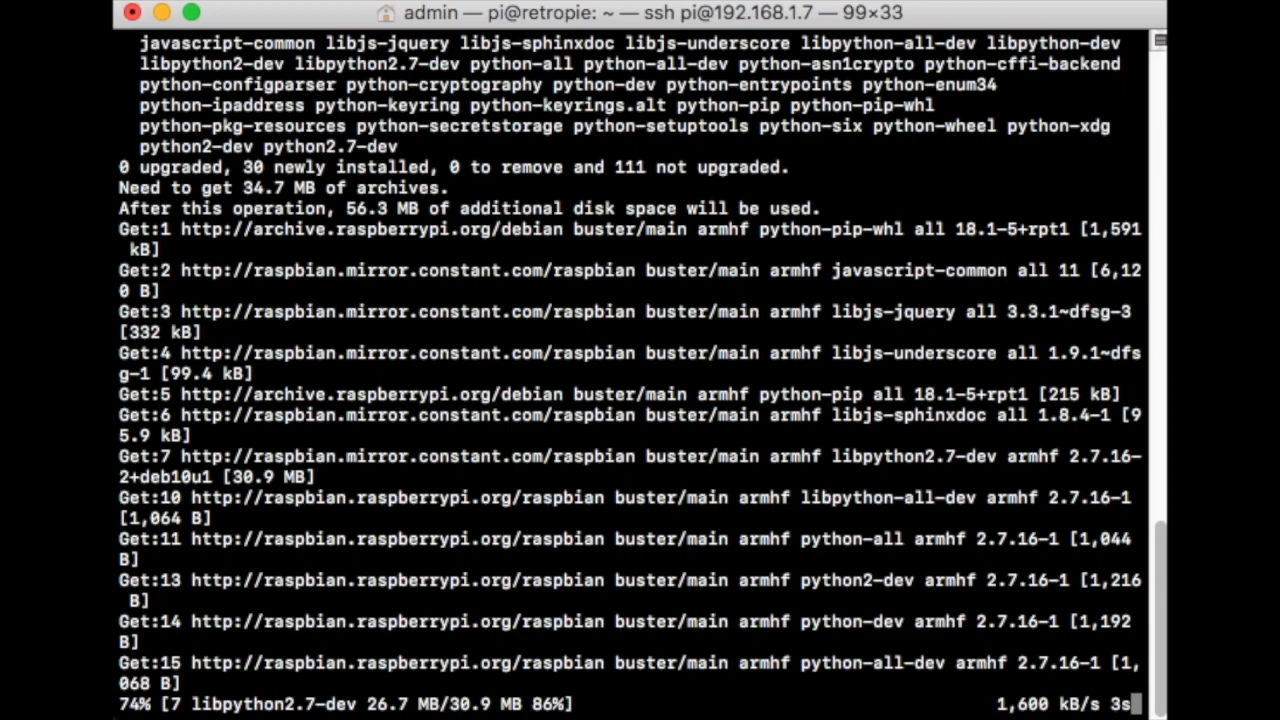 admin — pi@retropie: ~ — ssh pi@192.168.1.7 — 99×33
javascript-common libjs-jquery libjs-sphinxdoc libjs-underscore libpython-all-dev libpython-dev
libpython2-dev libpython2.7-dev python-all python-all-dev python-asn1crypto python-cffi-backend
python-configparser python-cryptography python-dev python-entrypoints python-enum34
python-ipaddress python-keyring python-keyrings.alt python-pip python-pip-whl
python-pkg-resources python-secretstorage python-setuptools python-six python-wheel python-xdg
python2-dev python2.7-dev
0 upgraded, 30 newly installed, 0 to remove and 111 not upgraded.
Need to get 34.7 MB of archives.
After this operation, 56.3 MB of additional disk space will be used.
Get:1 http://archive.raspberrypi.org/debian buster/main armhf python-pip-whl all 18.1-5+rpt1 [1,591
kB]
Get:2 http://raspbian.mirror.constant.com/raspbian buster/main armhf javascript-common all 11 [6,12
0 B]
Get:3 http://raspbian.mirror.constant.com/raspbian buster/main armhf libjs-jquery all 3.3.1~dfsg-3
[332 kB]
Get:4 http://raspbian.mirror.constant.com/raspbian buster/main armhf libjs-underscore all 1.9.1~dfs
g-1 [99.4 kB]
Get:5 http://archive.raspberrypi.org/debian buster/main armhf python-pip all 18.1-5+rpt1 [215 kB]
Get:6 http://raspbian.mirror.constant.com/raspbian buster/main armhf libjs-sphinxdoc all 1.8.4-1 [9
5.9 kB]
Get:7 http://raspbian.mirror.constant.com/raspbian buster/main armhf libpython2.7-dev armhf 2.7.16-
2+deb10u1 [30.9 MB]
Get:10 http://raspbian.raspberrypi.org/raspbian buster/main armhf libpython-all-dev armhf 2.7.16-1
[1,064 B]
Get:11 http://raspbian.raspberrypi.org/raspbian buster/main armhf python-all armhf 2.7.16-1 [1,044
B]
Get:13 http://raspbian.raspberrypi.org/raspbian buster/main armhf python2-dev armhf 2.7.16-1 [1,216
B]
Get:14 http://raspbian.raspberrypi.org/raspbian buster/main armhf python-dev armhf 2.7.16-1 [1,192
B]
Get:15 http://raspbian.raspberrypi.org/raspbian buster/main armhf python-all-dev armhf 2.7.16-1 [1,
068 B]
74% [7 libpython2.7-dev 26.7 MB/30.9 MB 86%] 1,600 kB/s 3s